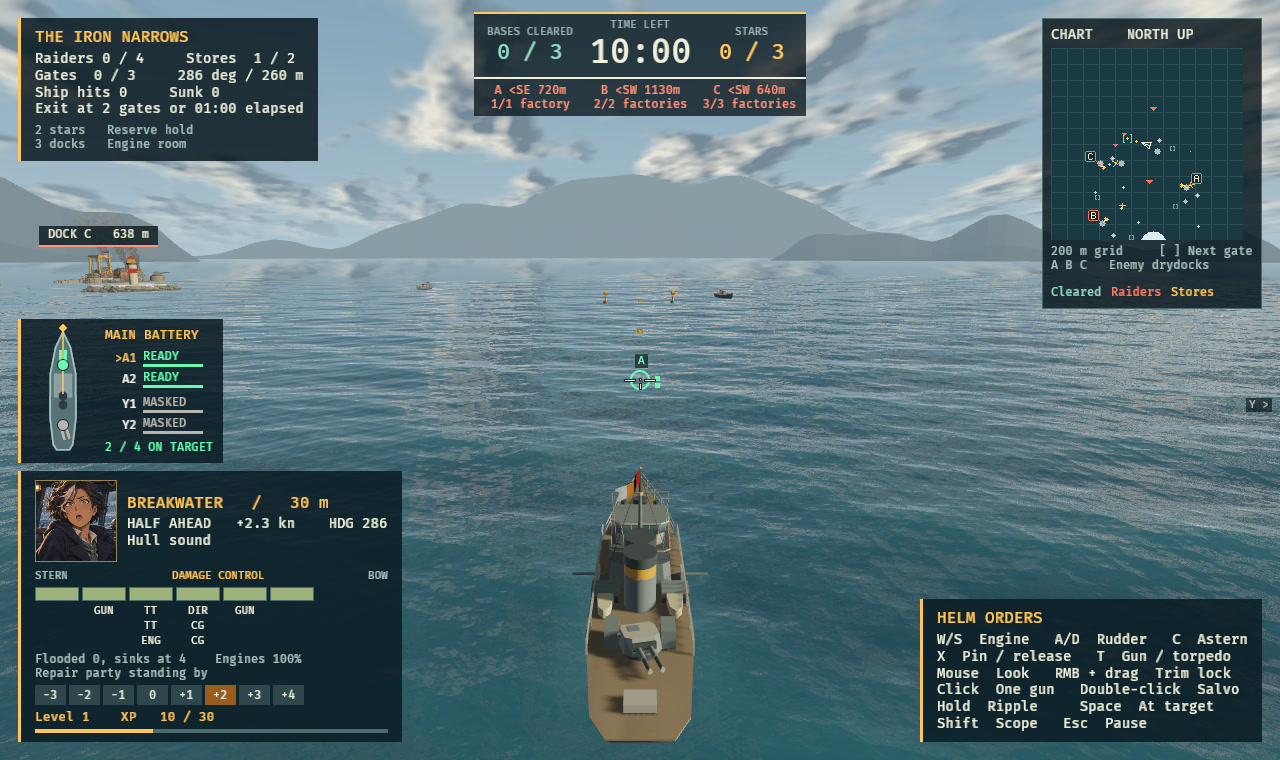 THE IRON NARROWS
Raiders 0 / 4 Stores 1 / 2
Gates 0 / 3 286 deg / 260 m
Ship hits 0 Sunk 0
Exit at 2 gates or 01:00 elapsed
2 stars Reserve hold
3 docks Engine room
BASES CLEARED TIME LEFT STARS
0 / 3 10:00 0 / 3
A <SE 720m B <SW 1130m C <SW 640m
1/1 factory 2/2 factories 3/3 factories
CHART NORTH UP
C
A
B
200 m grid [ ] Next gate
A B C Enemy drydocks
Cleared Raiders Stores
DOCK C 638 m
MAIN BATTERY
>A1 READY
A2 READY
Y1 MASKED
Y2 MASKED
2 / 4 ON TARGET
A
Y >
BREAKWATER / 30 m
HALF AHEAD +2.3 kn HDG 286
Hull sound
STERN DAMAGE CONTROL BOW
GUN TT DIR GUN
TT CG
ENG CG
Flooded 0, sinks at 4 Engines 100%
Repair party standing by
-3 -2 -1 0 +1 +2 +3 +4
Level 1 XP 10 / 30
HELM ORDERS
W/S Engine A/D Rudder C Astern
X Pin / release T Gun / torpedo
Mouse Look RMB + drag Trim lock
Click One gun Double-click Salvo
Hold Ripple Space At target
Shift Scope Esc Pause